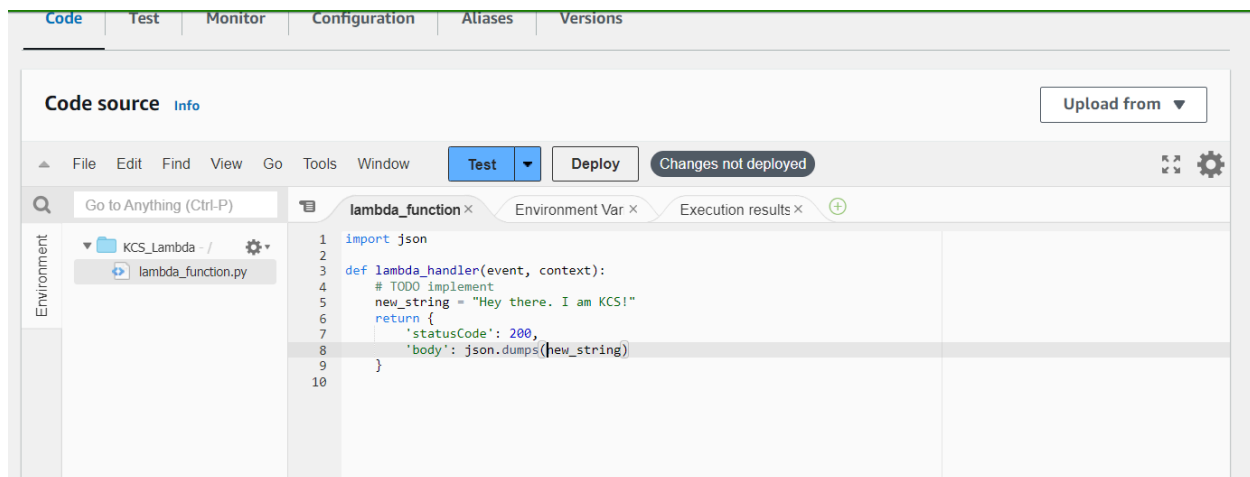 Code Test Monitor Configuration Aliases Versions
Code source Info
Upload from
File Edit Find View Go Tools Window Test Deploy Changes not deployed
Go to Anything (Ctrl-P)
lambda_function × Environment Var × Execution results ×
Environment
KCS_Lambda - /
lambda_function.py
1 import json
2
3 def lambda_handler(event, context):
4 # TODO implement
5 new_string = "Hey there. I am KCS!"
6 return {
7 'statusCode': 200,
8 'body': json.dumps(new_string)
9 }
10